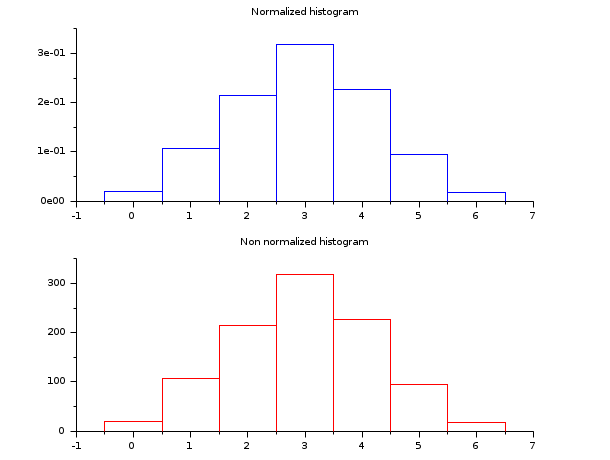 Normalized histogram
3e-01
2e-01
1e-01
0e00
-1 0 1 2 3 4 5 6 7
Non normalized histogram
300
200
100
0
-1 0 1 2 3 4 5 6 7